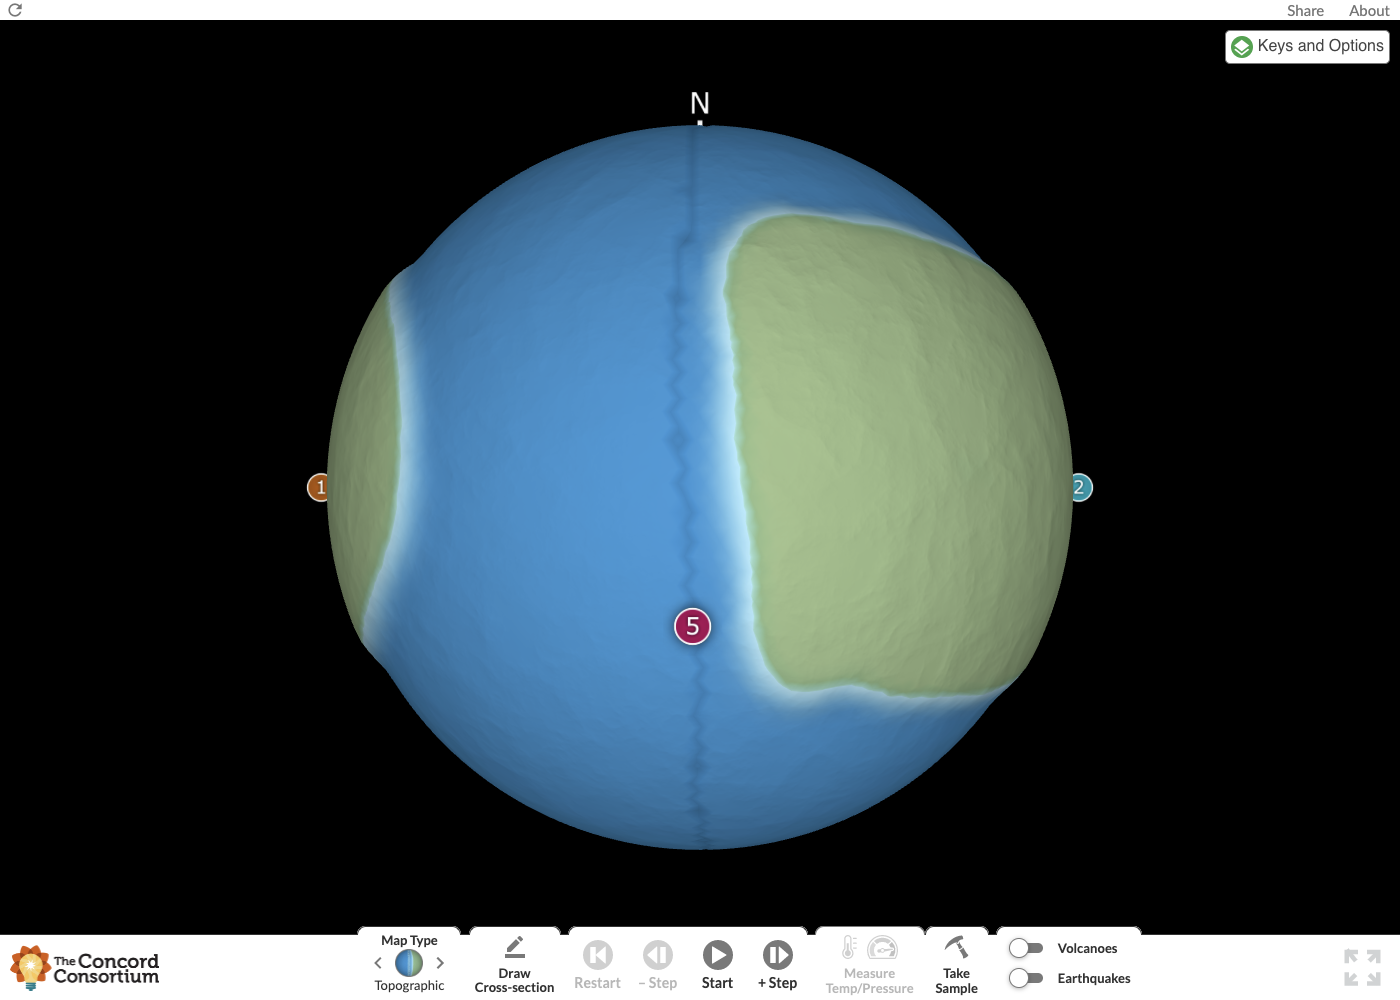 Share About
Keys and Options
N
1
2
5
The Concord
Consortium
Map Type
Topographic
Draw
Cross-section
Restart
– Step
Start
+ Step
Measure
Temp/Pressure
Take
Sample
Volcanoes
Earthquakes